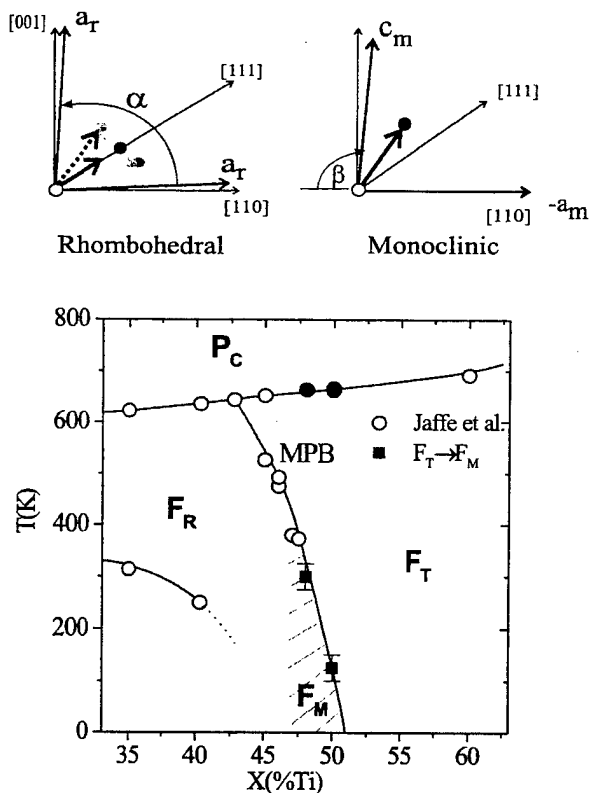 [001] a_r
[111]
α
a_r
[110]
Rhombohedral
c_m
[111]
β
-a_m
[110]
Monoclinic
800
P_C
600
MPB
Jaffe et al.
F_T→F_M
F_R
400
F_T
T(K)
200
F_M
0
35 40 45 50 55 60
X(%Ti)